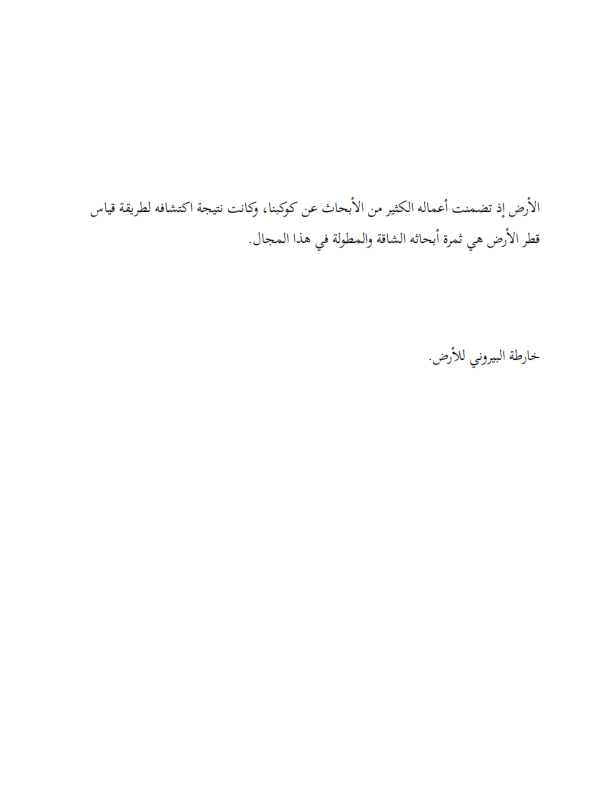 الأرض إذ تضمنت أعماله الكثير من الأبحاث عن كوكبنا، وكانت نتيجة اكتشافه لطريقة قياس
قطر الأرض هي ثمرة أبحاثه الشاقة والمطولة في هذا المجال.
خارطة البيروني للأرض.